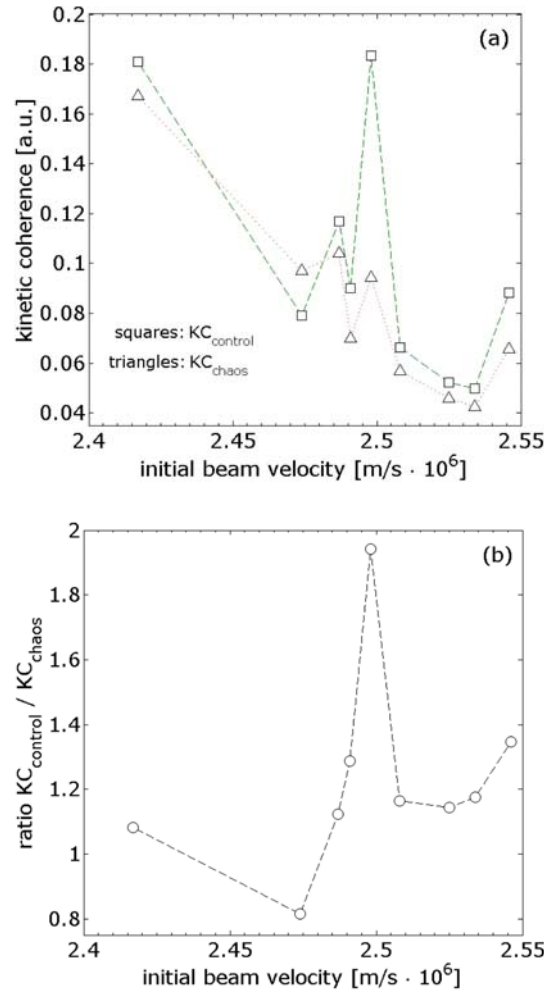 0.2
(a)
0.18
0.16
0.14
0.12
0.1
0.08
0.06
0.04
kinetic coherence [a.u.]
squares: KCcontrol
triangles: KCchaos
2.4 2.45 2.5 2.55
initial beam velocity [m/s · 10⁶]
2
(b)
1.8
1.6
1.4
1.2
1
0.8
ratio KCcontrol / KCchaos
2.4 2.45 2.5 2.55
initial beam velocity [m/s · 10⁶]